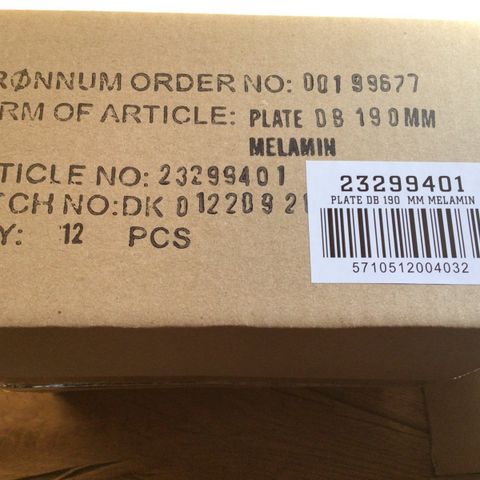 RØNNUM ORDER NO: 00199677
RM OF ARTICLE: PLATE DB 190MM
MELAMIN
TICLE NO: 23299401
TCH NO:DK 0122092
Y: 12 PCS
23299401
PLATE DB 190 MM MELAMIN
5710512004032